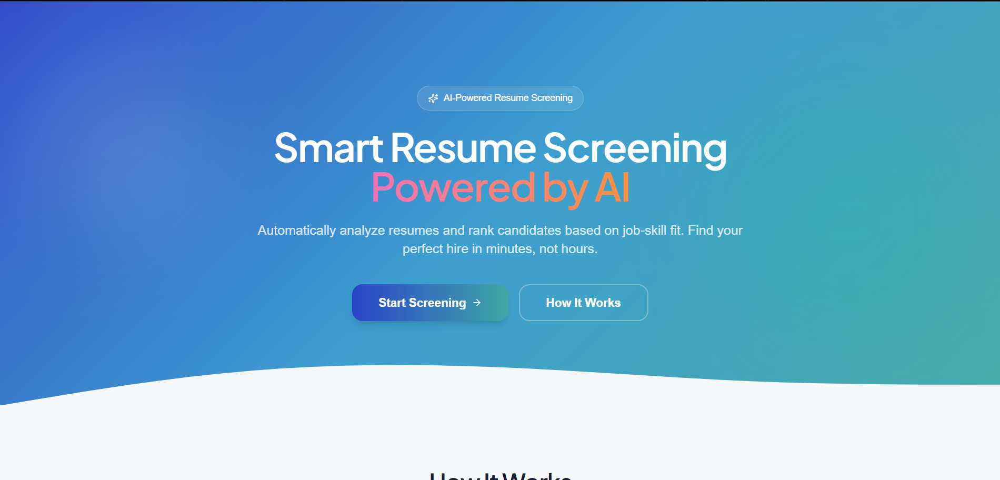 AI-Powered Resume Screening
Smart Resume Screening
Powered by AI
Automatically analyze resumes and rank candidates based on job-skill fit. Find your
perfect hire in minutes, not hours.
Start Screening
How It Works
How It Works